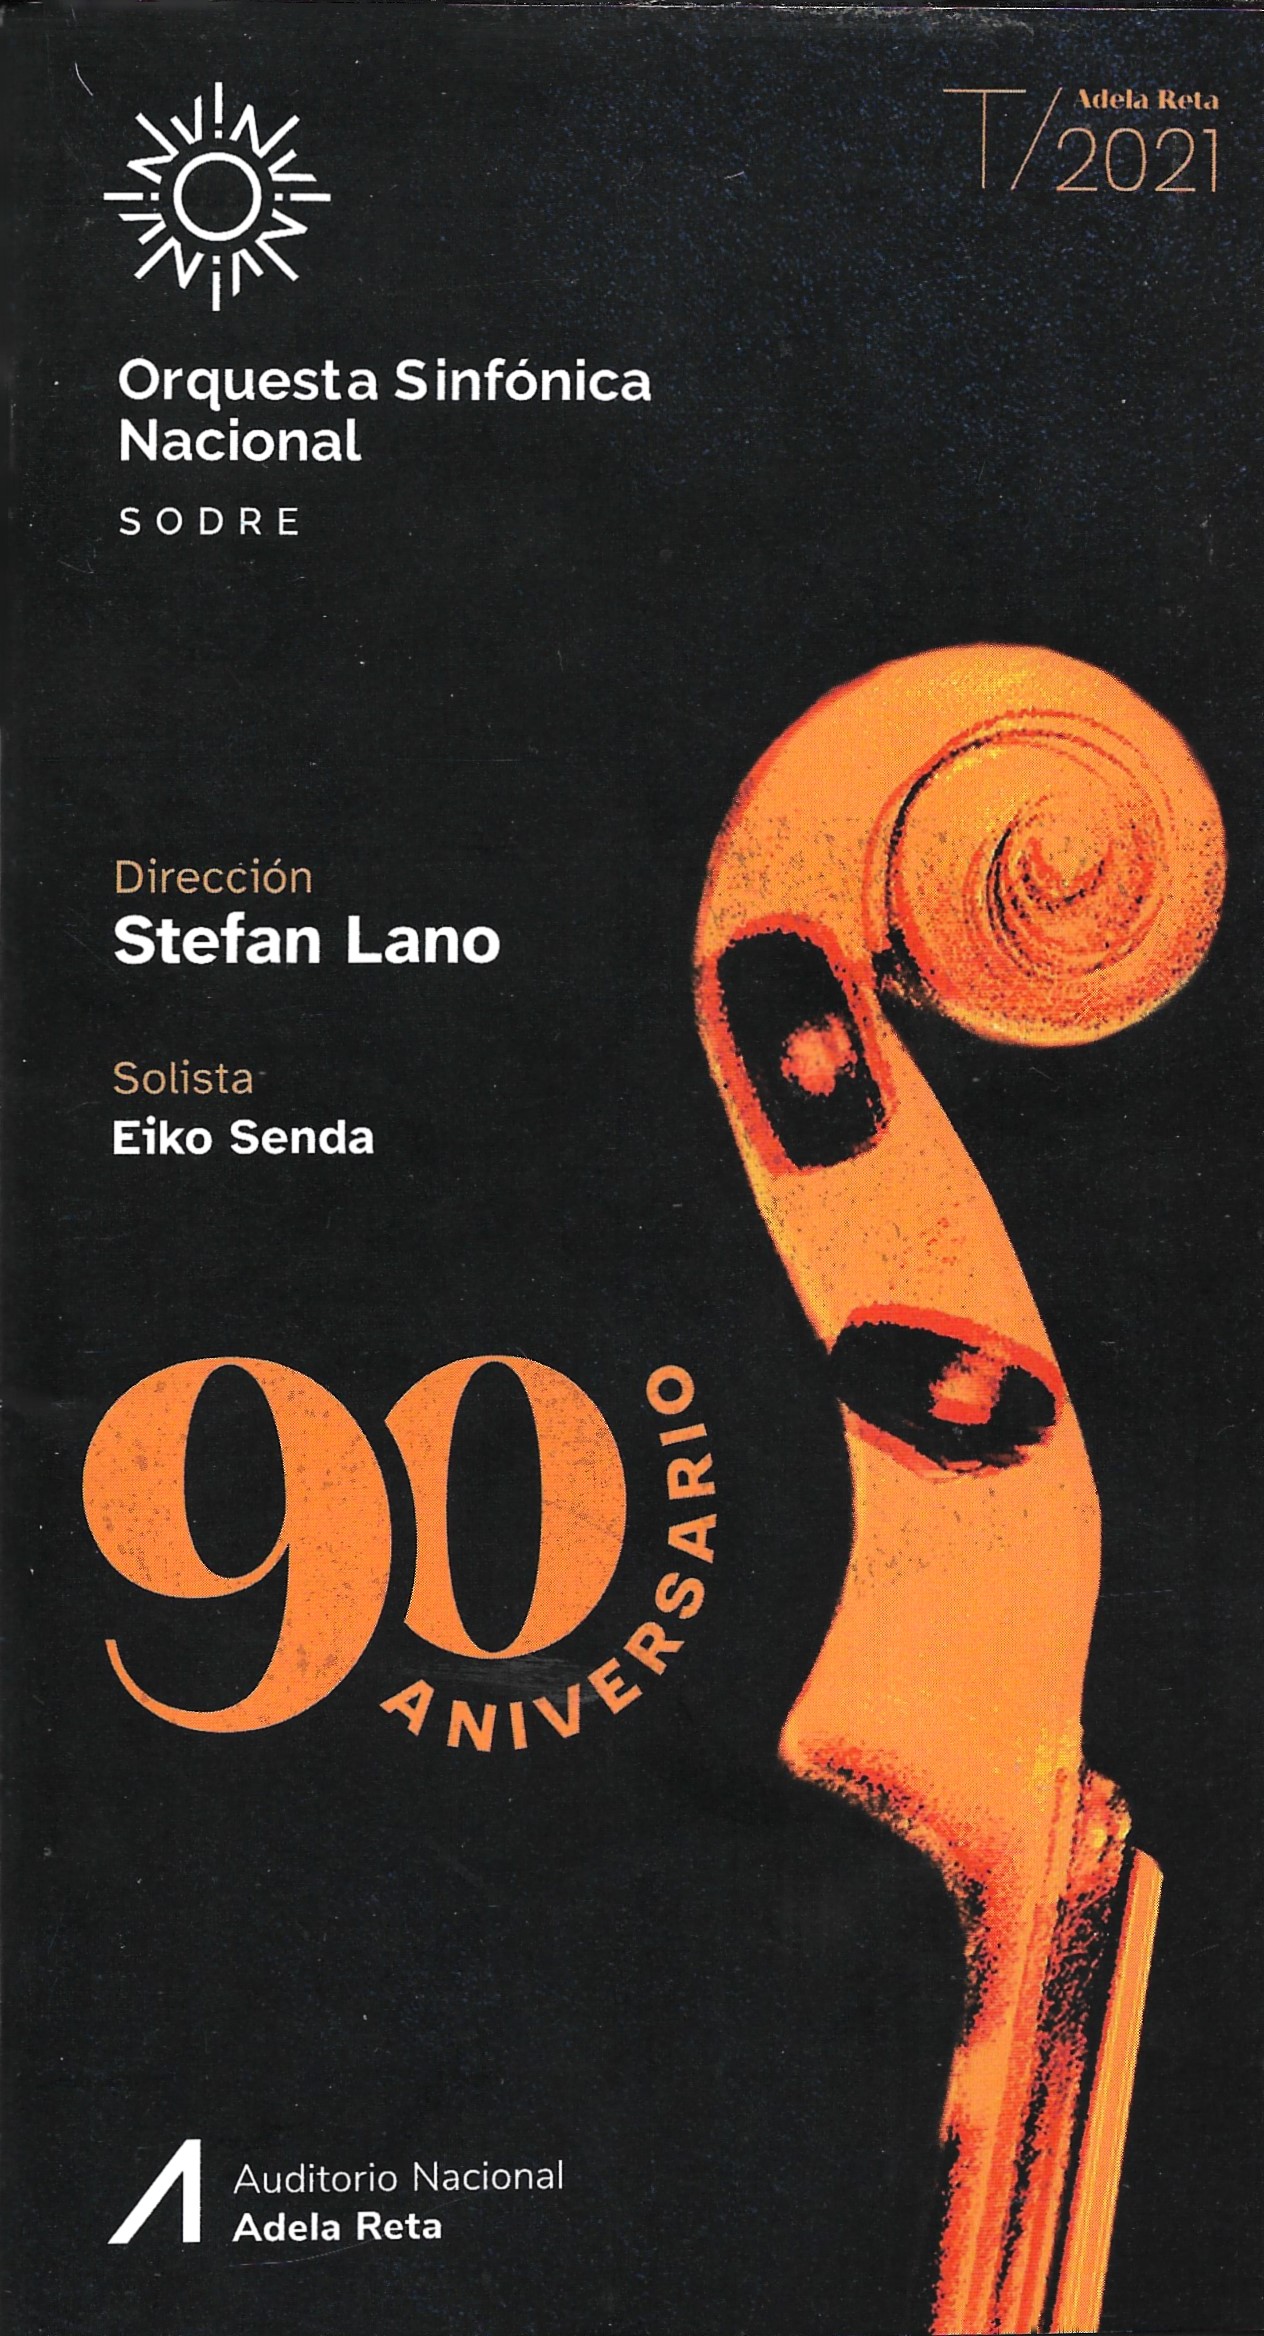 Adela Reta
T/2021
Orquesta Sinfónica
Nacional
SODRE
Dirección
Stefan Lano
Solista
Eiko Senda
90
ANIVERSARIO
Auditorio Nacional
Adela Reta